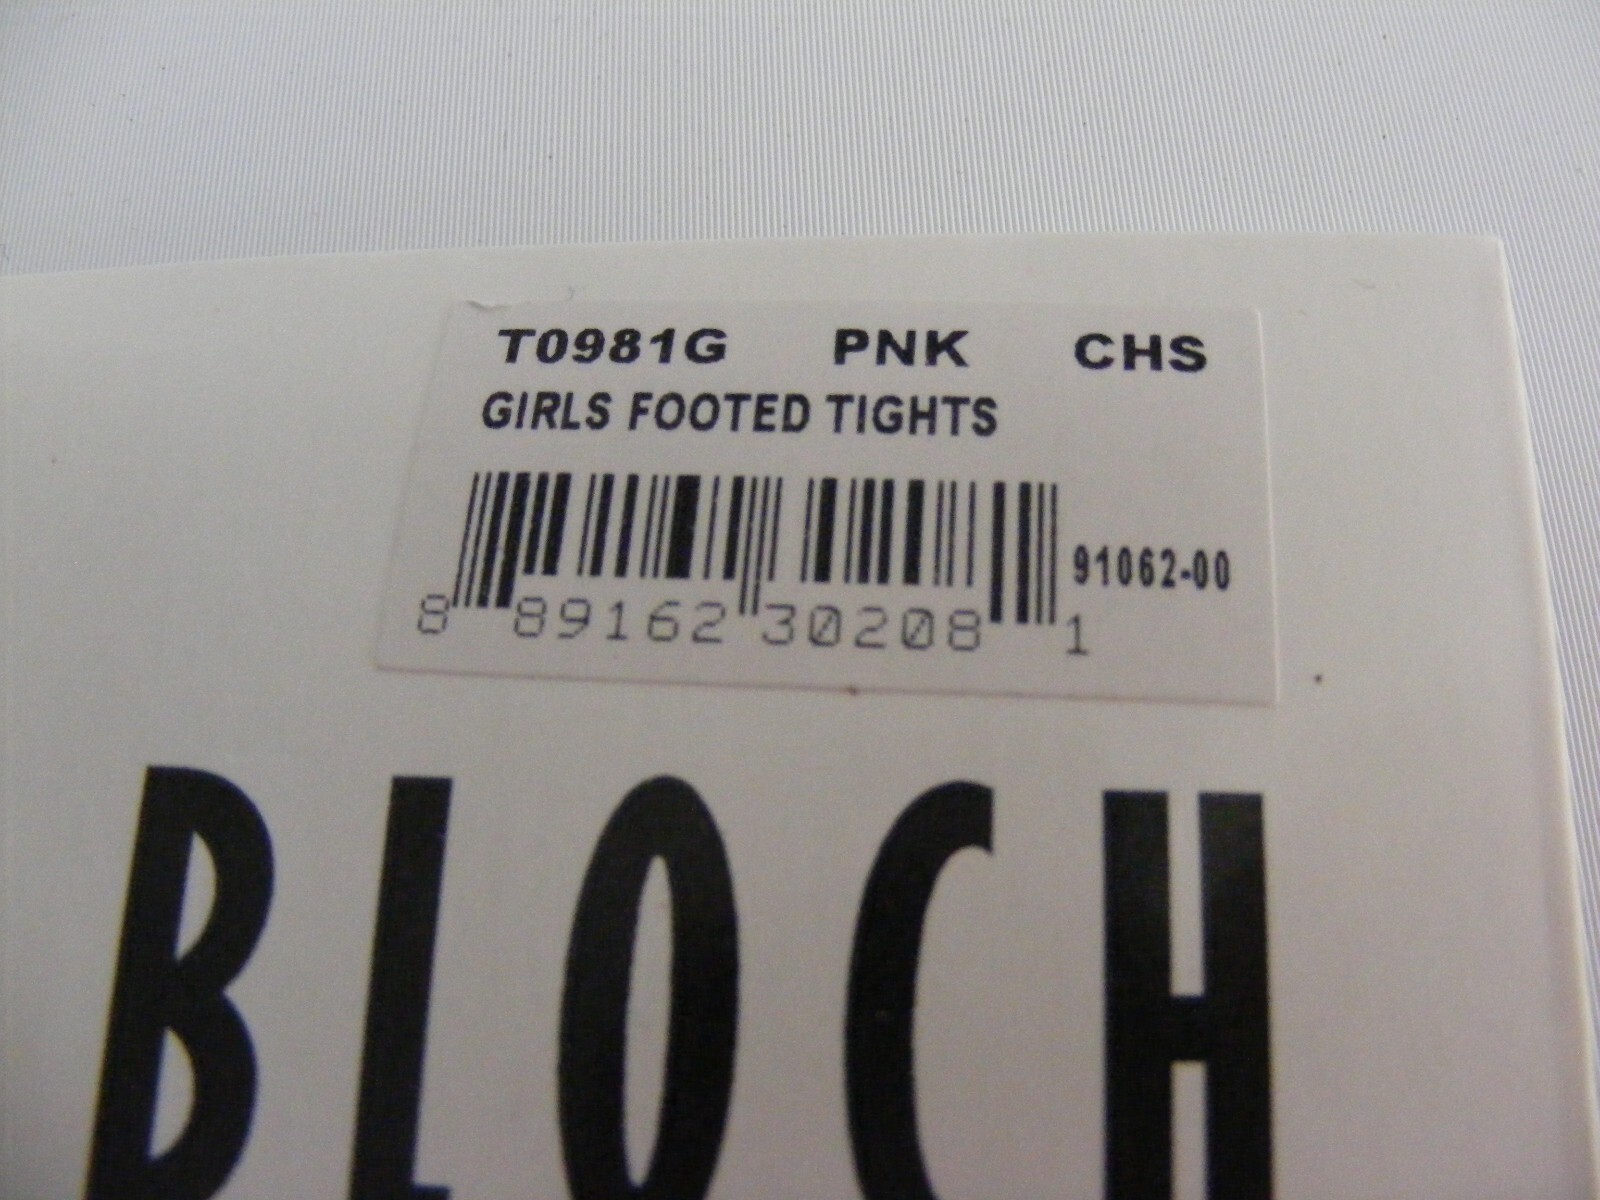 T0981G PNK CHS
GIRLS FOOTED TIGHTS
91062-00
8 89162 30208 1
BLOCH